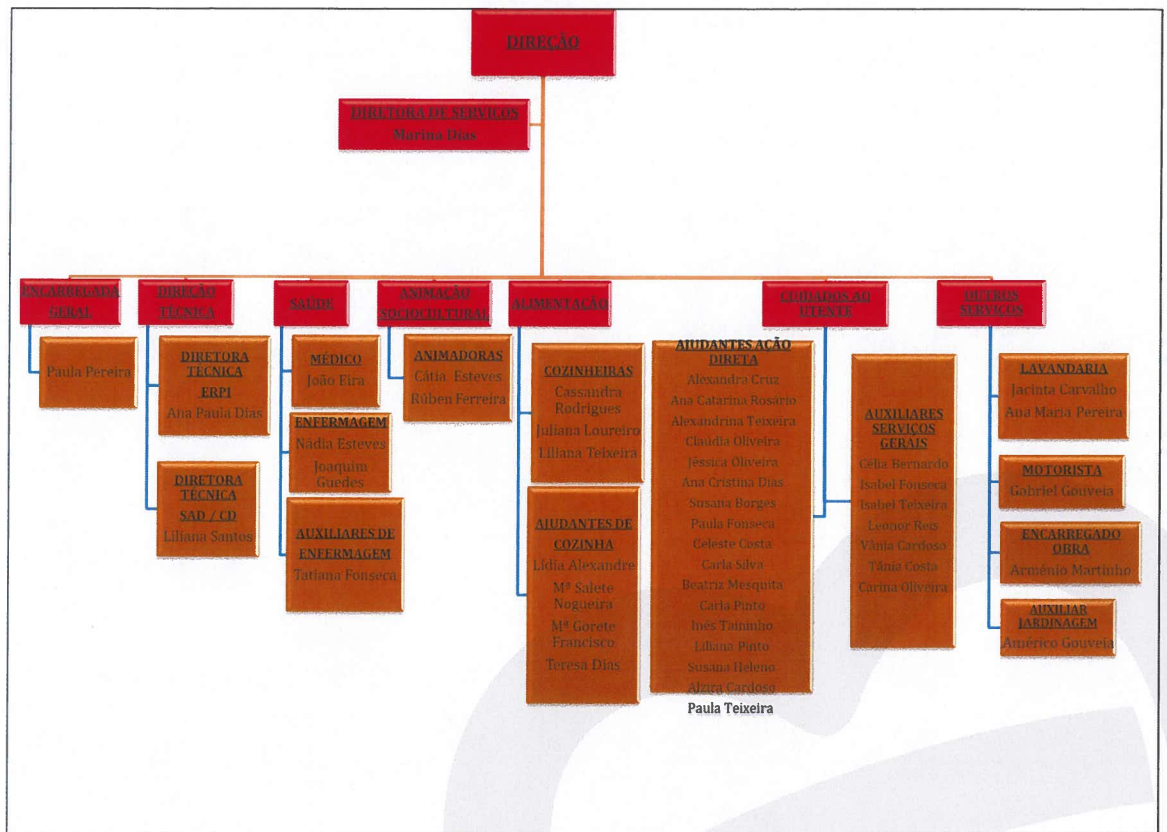 DIREÇÃO
DIRETORA DE SERVIÇOS
Marina Dias
GERAL
Paula Pereira
DIREÇÃO
TÉCNICA
DIRETORA
TÉCNICA
ERPI
Ana Paula Dias
DIRETORA
TÉCNICA
SAD / CD
Liliana Santos
SAÚDE
MÉDICO
João Eira
ENFERMAGEM
Nádia Esteves
Joaquim
Guedes
AUXILIARES DE
ENFERMAGEM
Tatiana Fonseca
ANIMAÇÃO
SOCIOCULTURAL
ANIMADORAS
Cátia Esteves
Rúben Ferreira
ALIMENTAÇÃO
COZINHEIRAS
Cassandra
Rodrigues
Juliana Loureiro
Liliana Teixeira
AJUDANTES DE
COZINHA
Lídia Alexandre
Mª Salete
Nogueira
Mª Gorete
Francisco
Teresa Dias
CUIDADOS AO
UTENTE
AJUDANTES AÇÃO
DIRETA
Alexandra Cruz
Ana Catarina Rosário
Alexandrina Teixeira
Claúdia Oliveira
Jéssica Oliveira
Ana Cristina Dias
Susana Borges
Paula Fonseca
Celeste Costa
Carla Silva
Beatriz Mesquita
Carla Pinto
Inês Taininho
Liliana Pinto
Susana Heleno
Alzira Cardoso
Paula Teixeira
AUXILIARES
SERVIÇOS
GERAIS
Célia Bernardo
Isabel Fonseca
Isabel Teixeira
Leonor Reis
Vânia Cardoso
Tânia Costa
Carina Oliveira
OUTROS
SERVIÇOS
LAVANDARIA
Jacinta Carvalho
Ana Maria Pereira
MOTORISTA
Gabriel Gouveia
ENCARREGADO
OBRA
Arménio Martinho
AUXILIAR
JARDINAGEM
Américo Gouveia